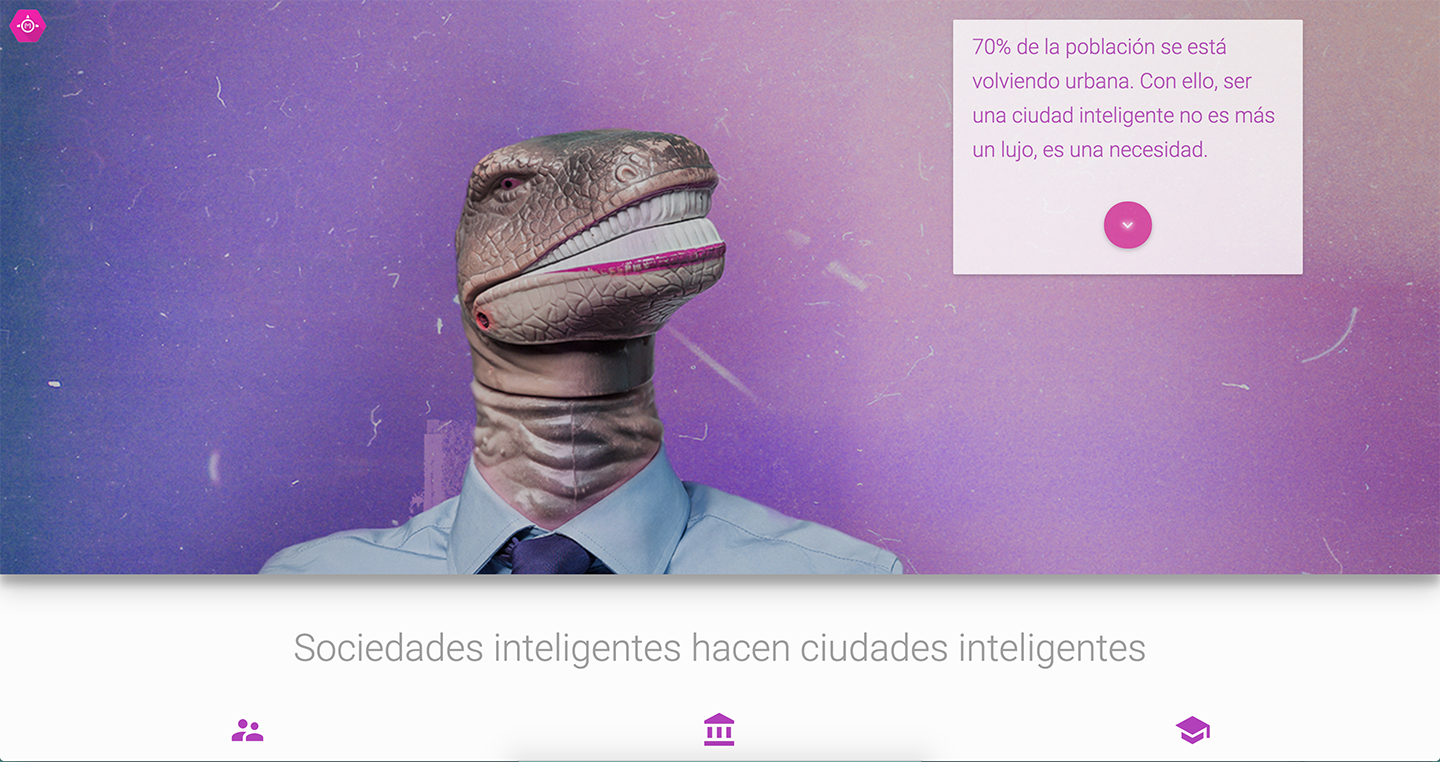 70% de la población se está
volviendo urbana. Con ello, ser
una ciudad inteligente no es más
un lujo, es una necesidad.
Sociedades inteligentes hacen ciudades inteligentes